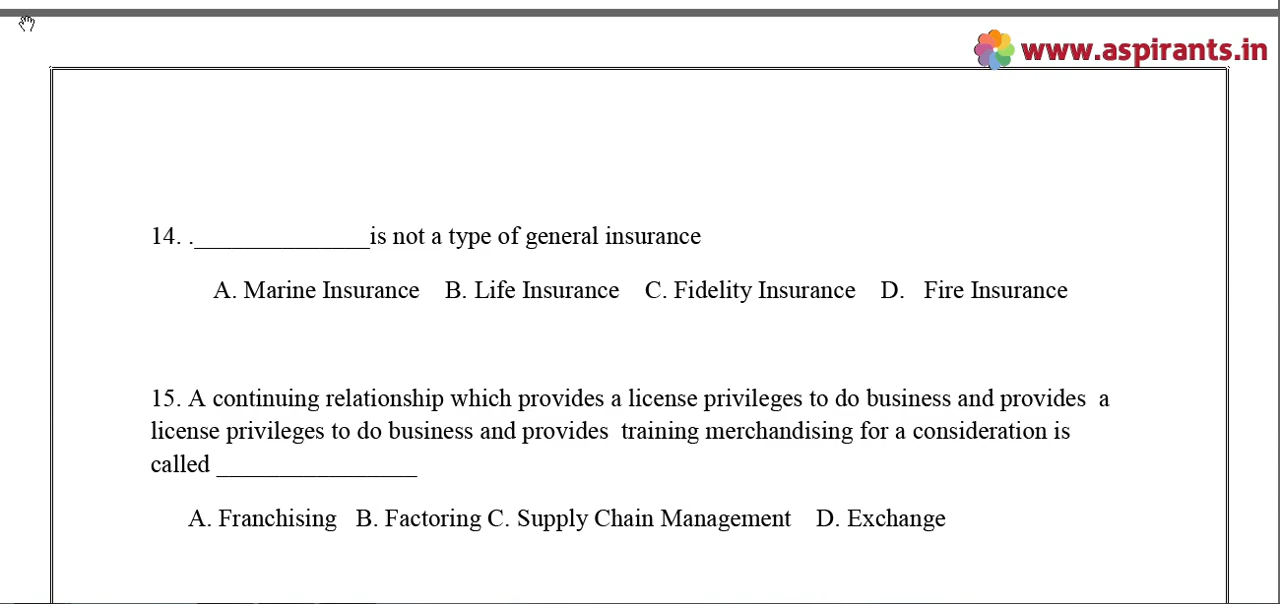 www.aspirants.in
14. .______________is not a type of general insurance
A. Marine Insurance B. Life Insurance C. Fidelity Insurance D. Fire Insurance
15. A continuing relationship which provides a license privileges to do business and provides a
license privileges to do business and provides training merchandising for a consideration is
called ________________
A. Franchising B. Factoring C. Supply Chain Management D. Exchange